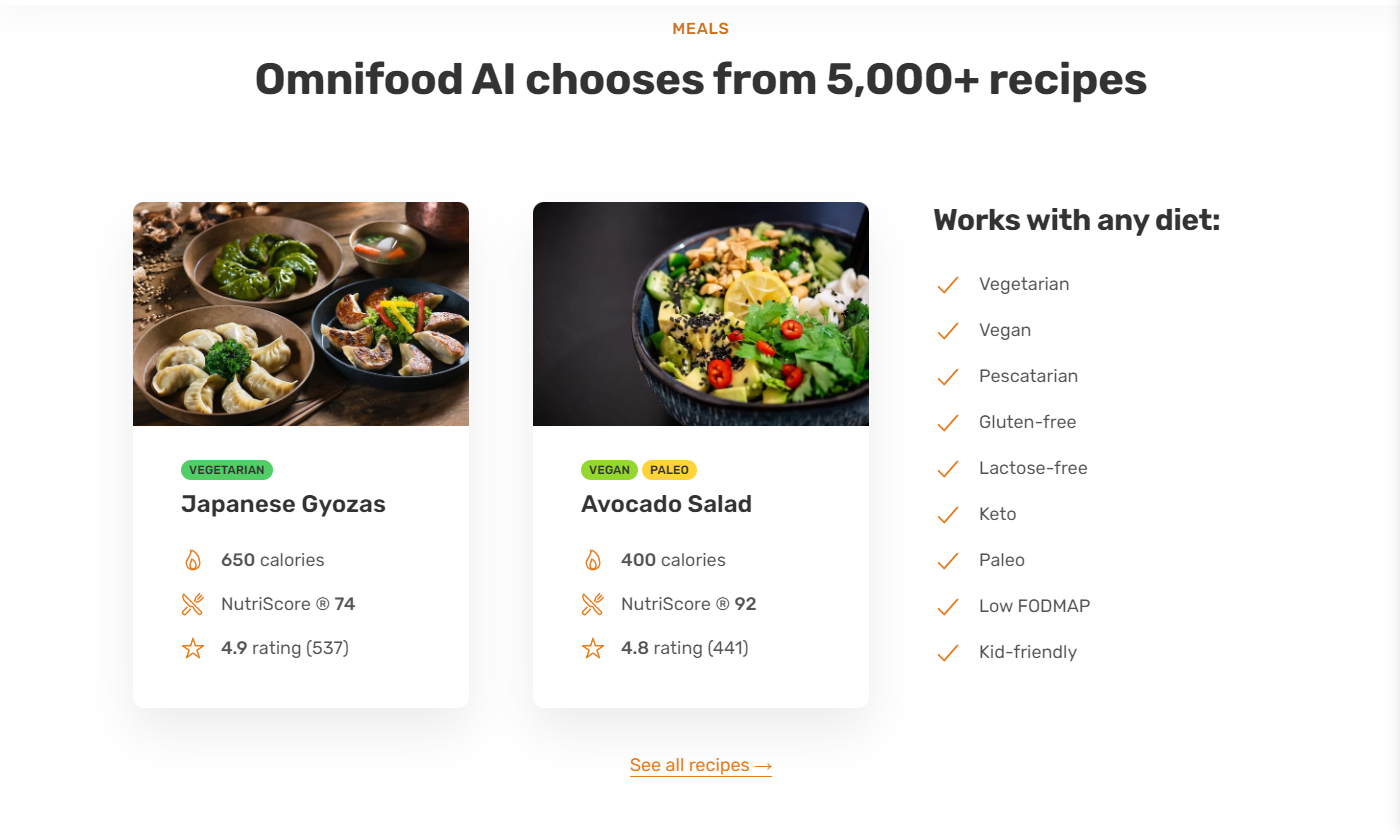 MEALS
Omnifood AI chooses from 5,000+ recipes
VEGETARIAN
Japanese Gyozas
650 calories
NutriScore ® 74
4.9 rating (537)
VEGAN PALEO
Avocado Salad
400 calories
NutriScore ® 92
4.8 rating (441)
Works with any diet:
Vegetarian
Vegan
Pescatarian
Gluten-free
Lactose-free
Keto
Paleo
Low FODMAP
Kid-friendly
See all recipes →